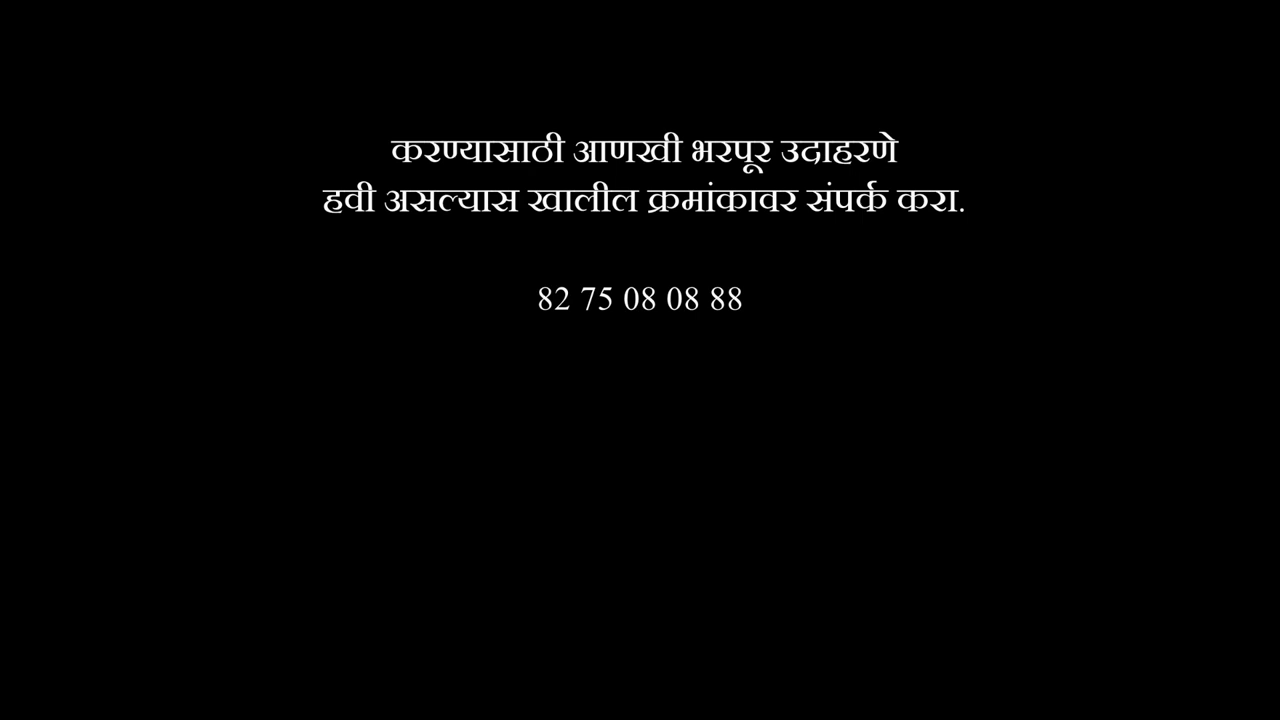 करण्यासाठी आणखी भरपूर उदाहरणे
हवी असल्यास खालील क्रमांकावर संपर्क करा.
82 75 08 08 88